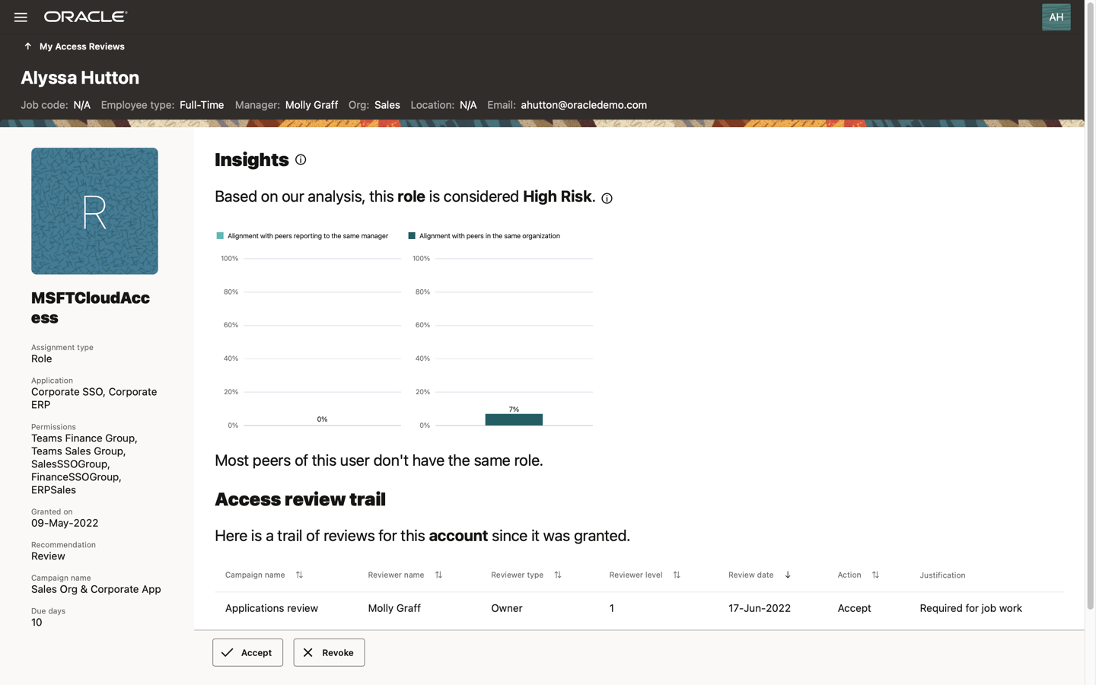 ORACLE
AH
My Access Reviews
Alyssa Hutton
Job code: N/A Employee type: Full-Time Manager: Molly Graff Org: Sales Location: N/A Email: ahutton@oracledemo.com
R
MSFTCloudAcc
ess
Assignment type
Role
Application
Corporate SSO, Corporate
ERP
Permissions
Teams Finance Group,
Teams Sales Group,
SalesSSOGroup,
FinanceSSOGroup,
ERPSales
Granted on
09-May-2022
Recommendation
Review
Campaign name
Sales Org & Corporate App
Due days
10
Insights
Based on our analysis, this role is considered High Risk.
Alignment with peers reporting to the same manager
100%
80%
60%
40%
20%
0%
0%
Alignment with peers in the same organization
100%
80%
60%
40%
20%
0%
7%
Most peers of this user don't have the same role.
Access review trail
Here is a trail of reviews for this account since it was granted.
Campaign name Reviewer name Reviewer type Reviewer level Review date Action Justification
Applications review Molly Graff Owner 1 17-Jun-2022 Accept Required for job work
Accept Revoke